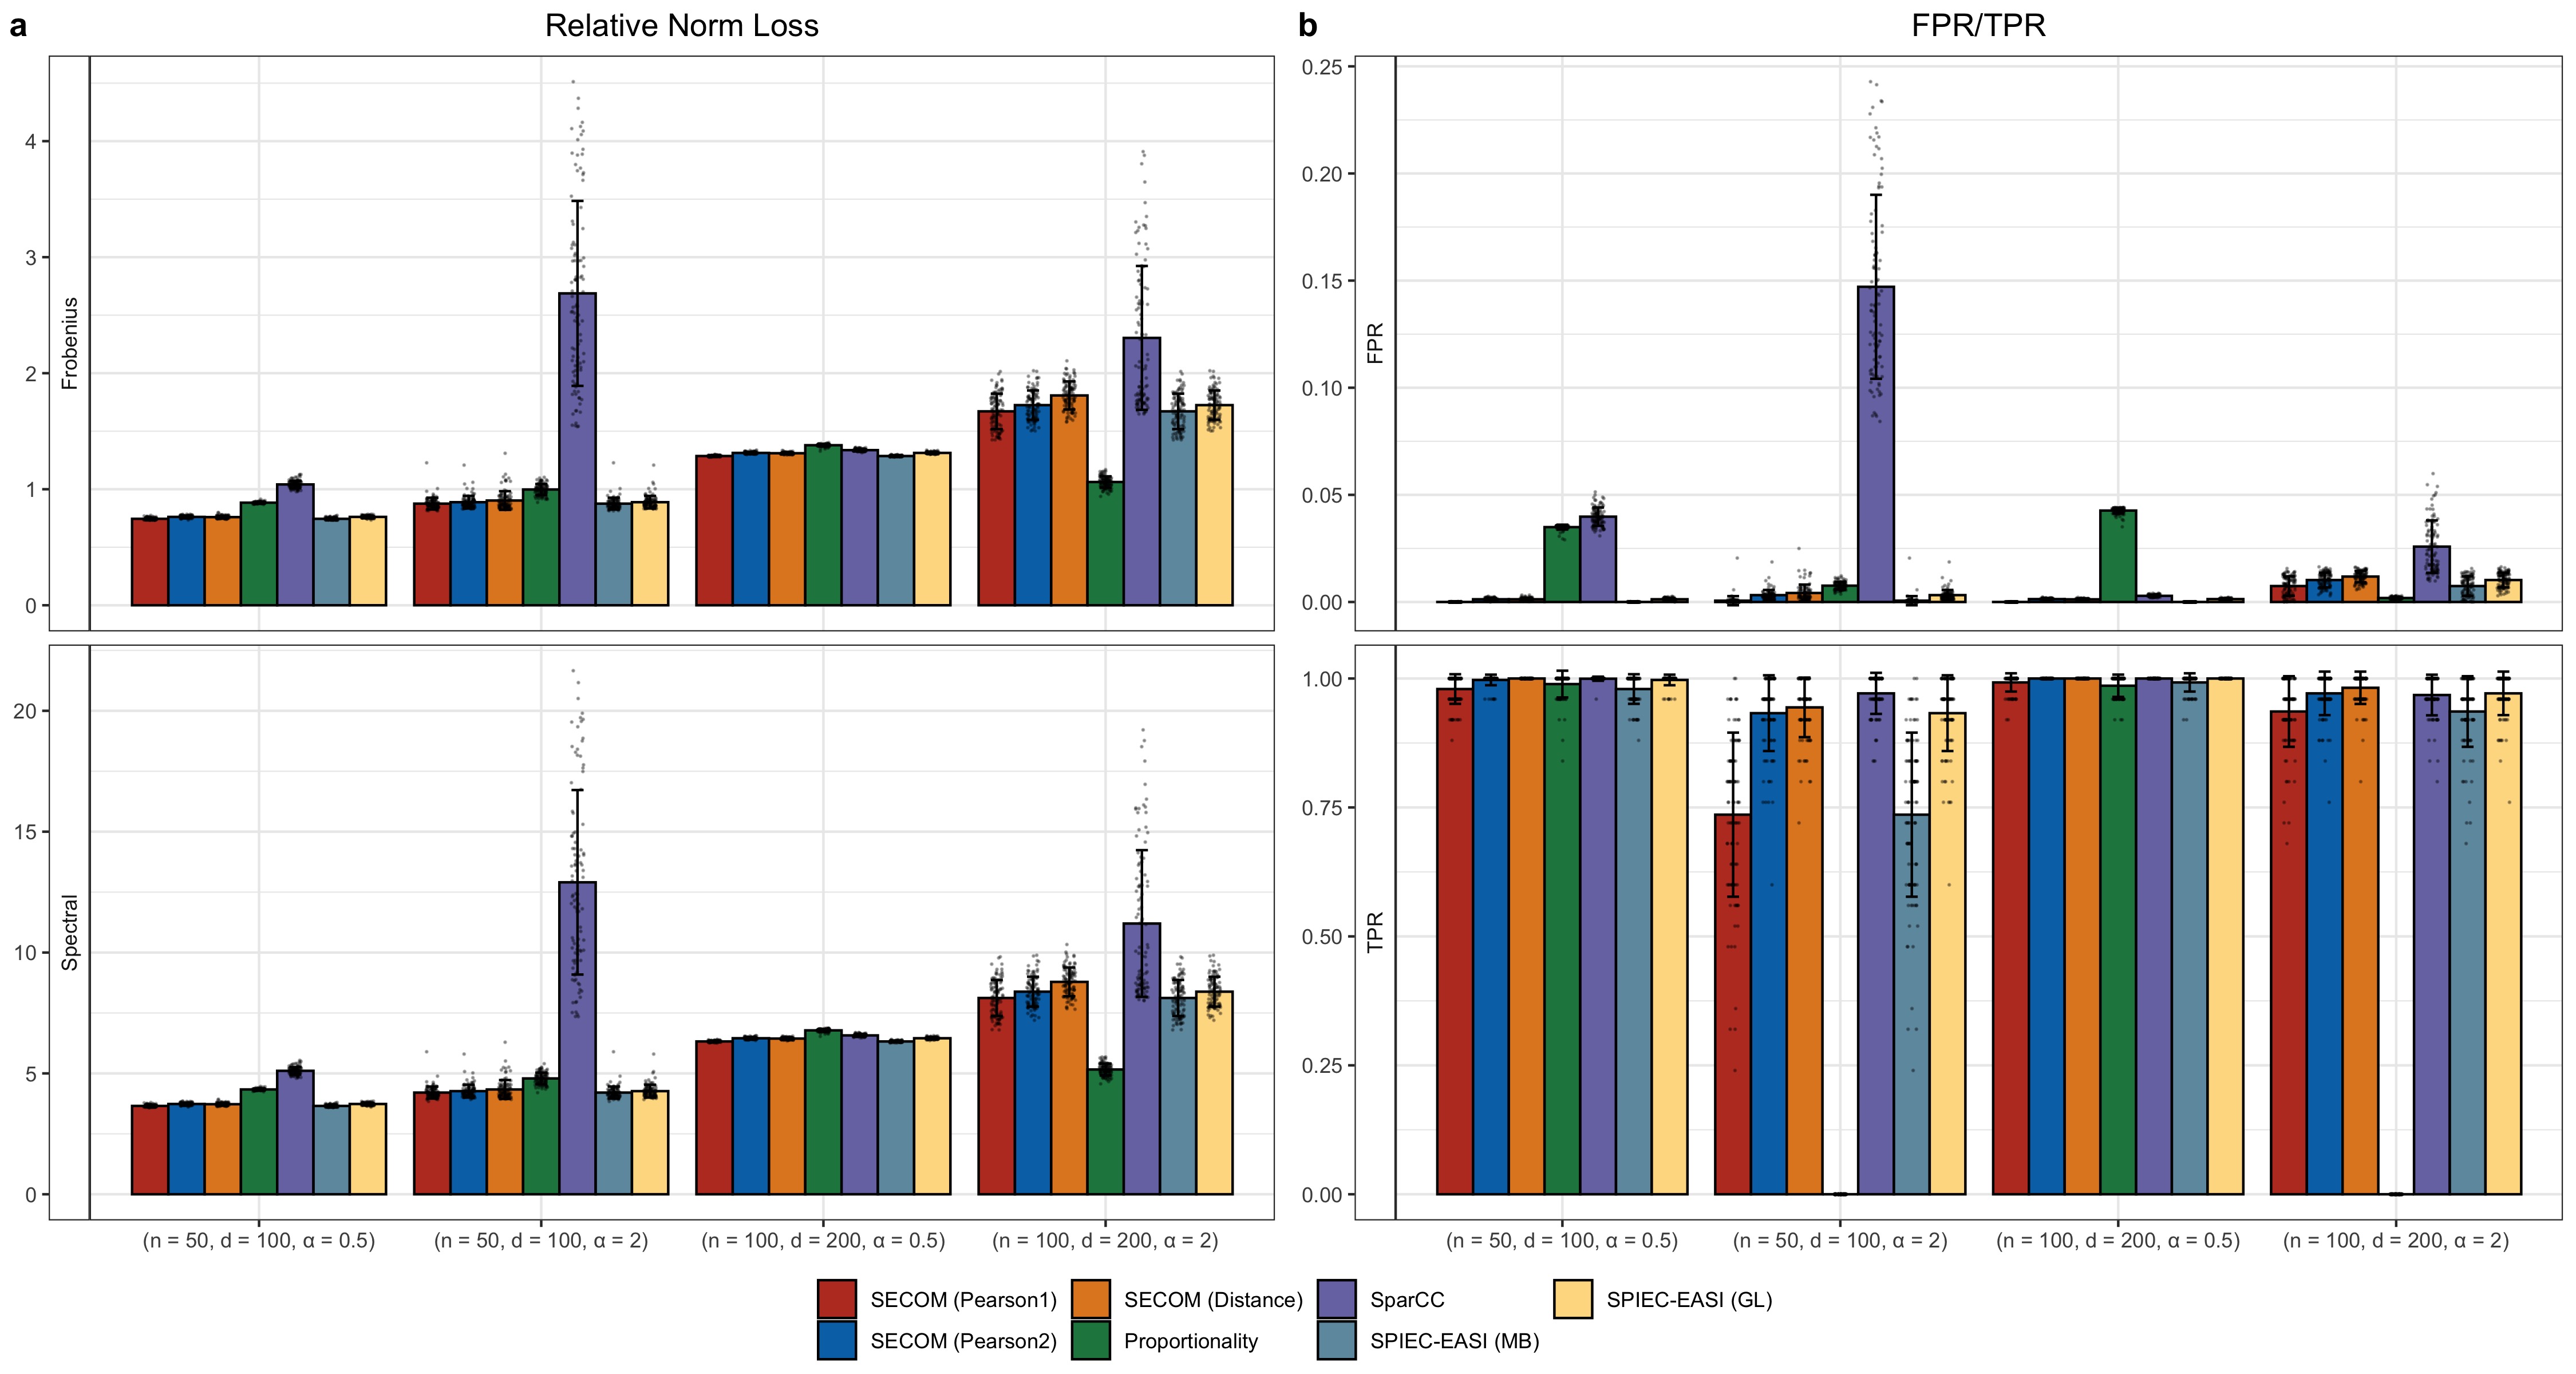 a
Relative Norm Loss
4
3
2
1
0
Frobenius
20
15
10
5
0
Spectral
(n = 50, d = 100, α = 0.5)
(n = 50, d = 100, α = 2)
(n = 100, d = 200, α = 0.5)
(n = 100, d = 200, α = 2)
b
FPR/TPR
0.25
0.20
0.15
0.10
0.05
0.00
FPR
1.00
0.75
0.50
0.25
0.00
TPR
(n = 50, d = 100, α = 0.5)
(n = 50, d = 100, α = 2)
(n = 100, d = 200, α = 0.5)
(n = 100, d = 200, α = 2)
SECOM (Pearson1)
SECOM (Pearson2)
SECOM (Distance)
Proportionality
SparCC
SPIEC-EASI (MB)
SPIEC-EASI (GL)